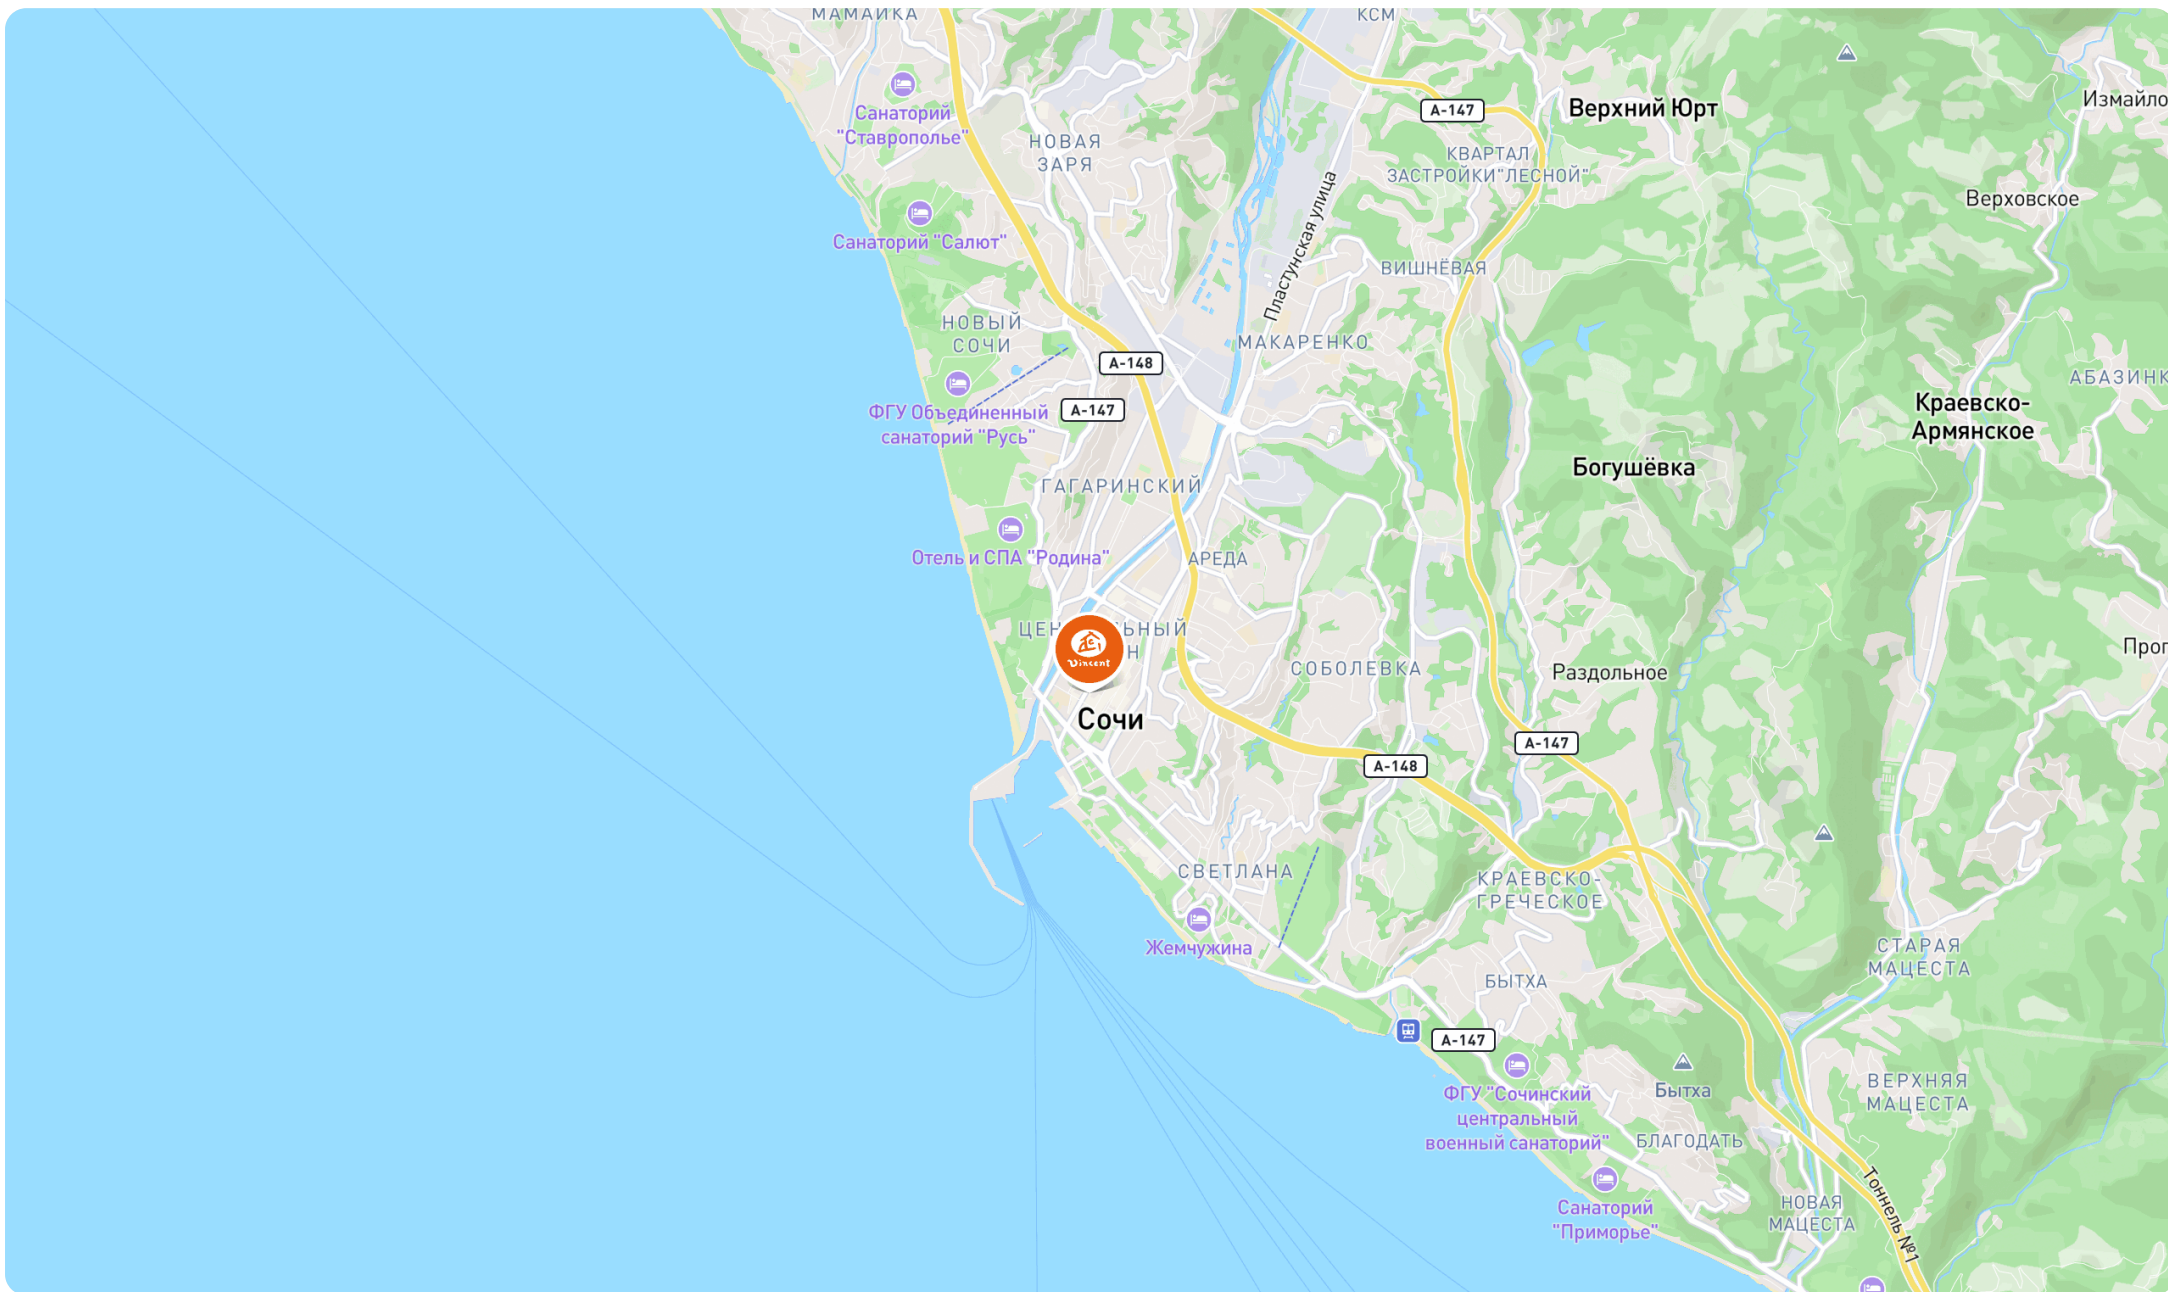 МАМАЙКА
КСМ
Санаторий
"Ставрополье"
А-147
Верхний Юрт
Измайло
НОВАЯ
ЗАРЯ
КВАРТАЛ
ЗАСТРОЙКИ"ЛЕСНОЙ"
Верховское
Санаторий "Салют"
Пластунская улица
ВИШНЁВАЯ
НОВЫЙ
СОЧИ
МАКАРЕНКО
А-148
АБАЗИНК
ФГУ Объединенный
санаторий "Русь"
А-147
Краевско-
Армянское
Богушёвка
ГАГАРИНСКИЙ
Отель и СПА "Родина"
АРЕДА
ЦЕН
ЬНЫЙ
Н
Vincent
Прог
СОБОЛЕВКА
Раздольное
Сочи
А-147
А-148
СВЕТЛАНА
КРАЕВСКО-
ГРЕЧЕСКОЕ
Жемчужина
СТАРАЯ
МАЦЕСТА
БЫТХА
А-147
ФГУ "Сочинский
центральный
военный санаторий"
Бытха
ВЕРХНЯЯ
МАЦЕСТА
БЛАГОДАТЬ
Санаторий
"Приморье"
НОВАЯ
МАЦЕСТА
Тоннель №1